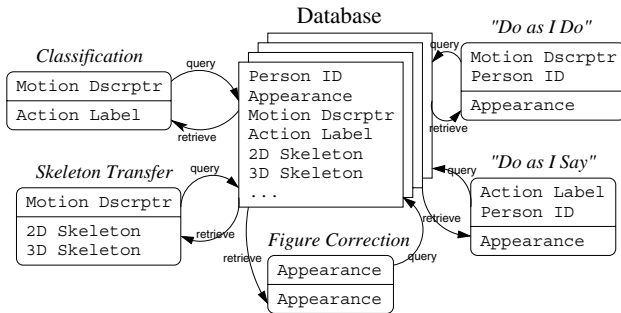 Database
"Do as I Do"
Classification
query
query
Motion Dscrptr
Action Label
retrieve
Person ID
Appearance
Motion Dscrptr
Action Label
2D Skeleton
3D Skeleton
...
Motion Dscrptr
Person ID
Appearance
retrieve
Skeleton Transfer
query
Motion Dscrptr
2D Skeleton
3D Skeleton
retrieve
"Do as I Say"
query
Action Label
Person ID
Appearance
retrieve
Figure Correction
retrieve
query
Appearance
Appearance